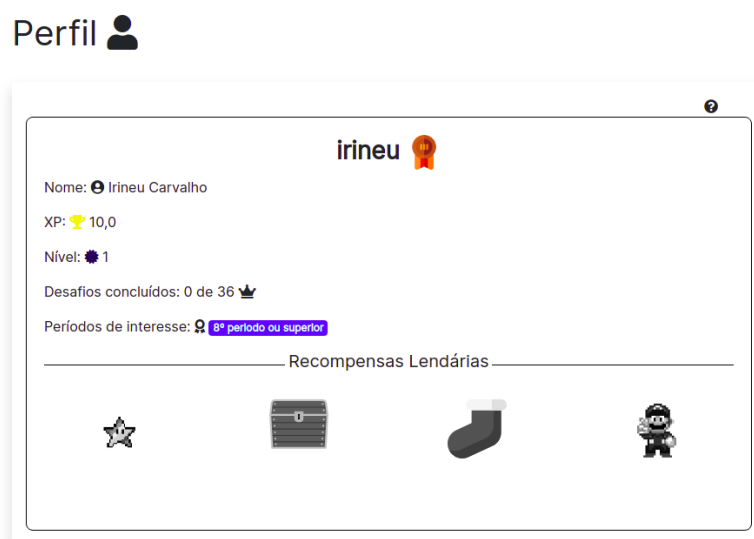 Perfil
irineu
Nome: Irineu Carvalho
XP: 10,0
Nível: 1
Desafios concluídos: 0 de 36
Períodos de interesse: 8º periodo ou superior
Recompensas Lendárias